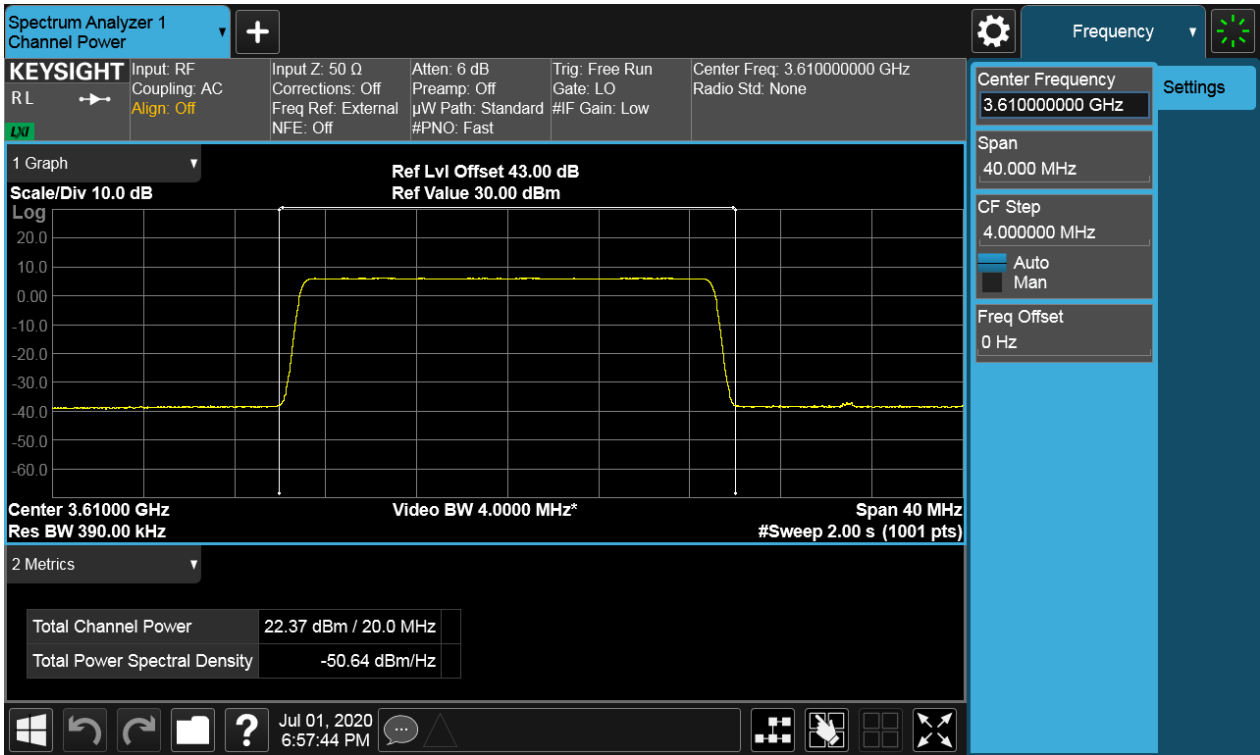 Spectrum Analyzer 1
Channel Power
+
Frequency
KEYSIGHT
RL
LXI
Input: RF
Coupling: AC
Align: Off
Input Z: 50 Ω
Corrections: Off
Freq Ref: External
NFE: Off
Atten: 6 dB
Preamp: Off
µW Path: Standard
#PNO: Fast
Trig: Free Run
Gate: LO
#IF Gain: Low
Center Freq: 3.610000000 GHz
Radio Std: None
Center Frequency
3.610000000 GHz
Settings
Span
40.000 MHz
CF Step
4.000000 MHz
Auto
Man
Freq Offset
0 Hz
1 Graph
Scale/Div 10.0 dB
Ref Lvl Offset 43.00 dB
Ref Value 30.00 dBm
Log
20.0
10.0
0.00
-10.0
-20.0
-30.0
-40.0
-50.0
-60.0
Center 3.61000 GHz
Video BW 4.0000 MHz*
Span 40 MHz
Res BW 390.00 kHz
#Sweep 2.00 s (1001 pts)
2 Metrics
Total Channel Power 22.37 dBm / 20.0 MHz
Total Power Spectral Density -50.64 dBm/Hz
?
Jul 01, 2020
6:57:44 PM